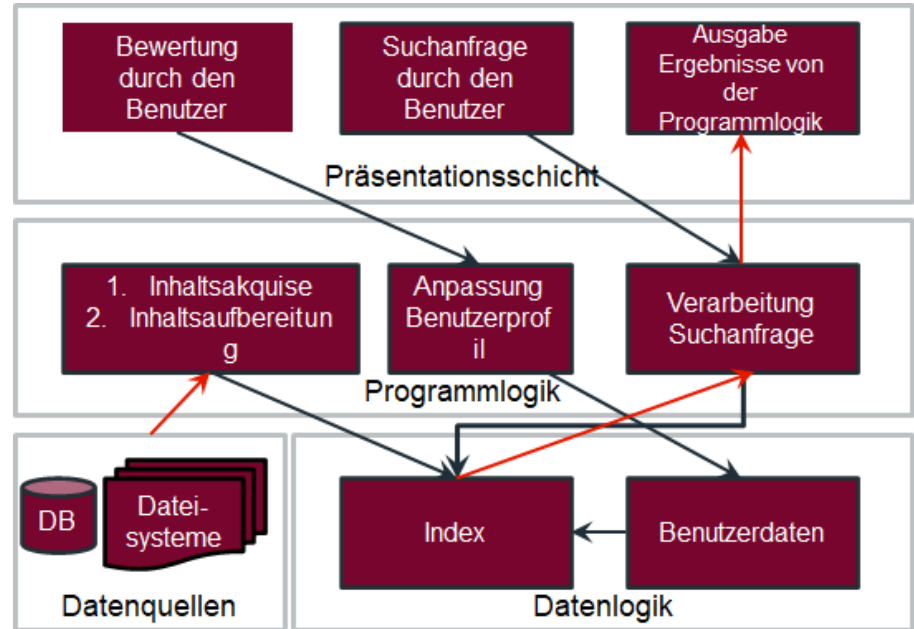 Bewertung
durch den
Benutzer
Suchanfrage
durch den
Benutzer
Ausgabe
Ergebnisse von
der
Programmlogik
Präsentationsschicht
1. Inhaltsakquise
2. Inhaltsaufbereitun
g
Anpassung
Benutzerprof
il
Verarbeitung
Suchanfrage
Programmlogik
DB
Datei-
systeme
Datenquellen
Index
Benutzerdaten
Datenlogik